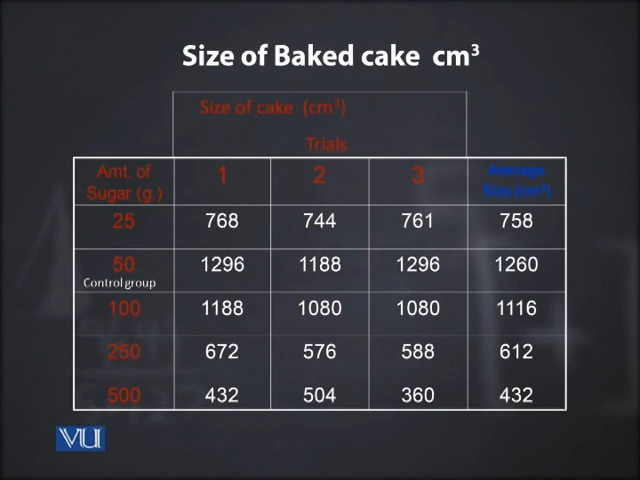 Size of Baked cake cm³
Size of cake (cm³)
Trials
Amt. of Sugar (g.) 1 2 3 Average Size (cm³)
25 768 744 761 758
50 1296 1188 1296 1260
Control group
100 1188 1080 1080 1116
250 672 576 588 612
500 432 504 360 432
VU